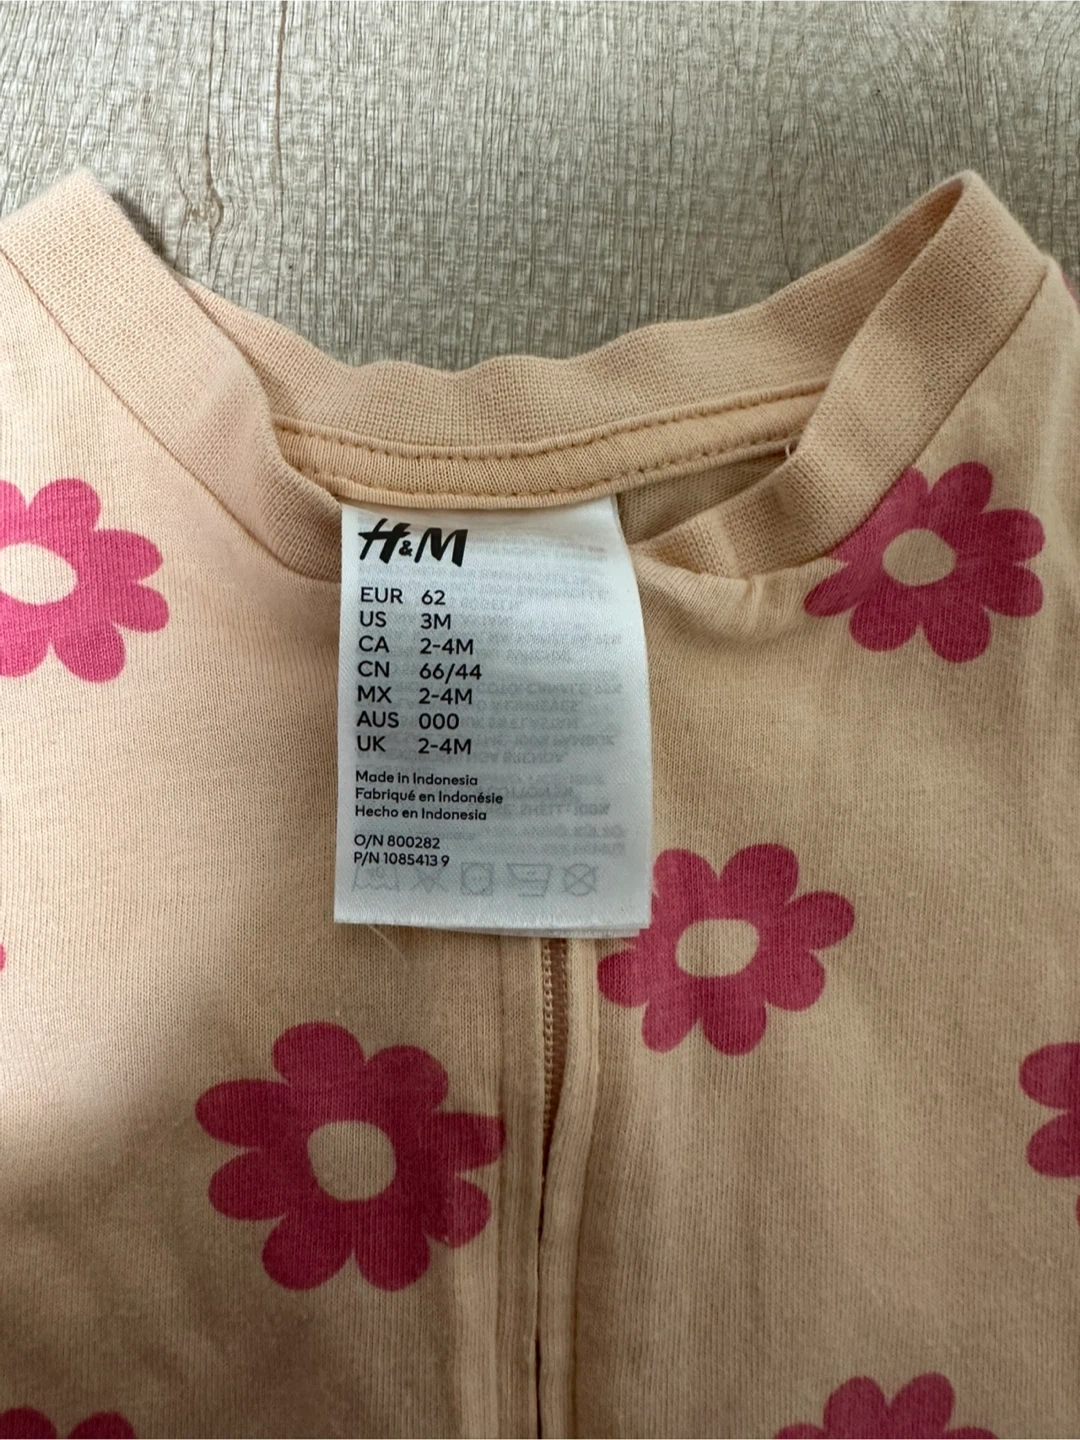 H&M
EUR 62
US 3M
CA 2-4M
CN 66/44
MX 2-4M
AUS 000
UK 2-4M
Made in Indonesia
Fabriqué en Indonésie
Hecho en Indonesia
O/N 800282
P/N 1085413 9